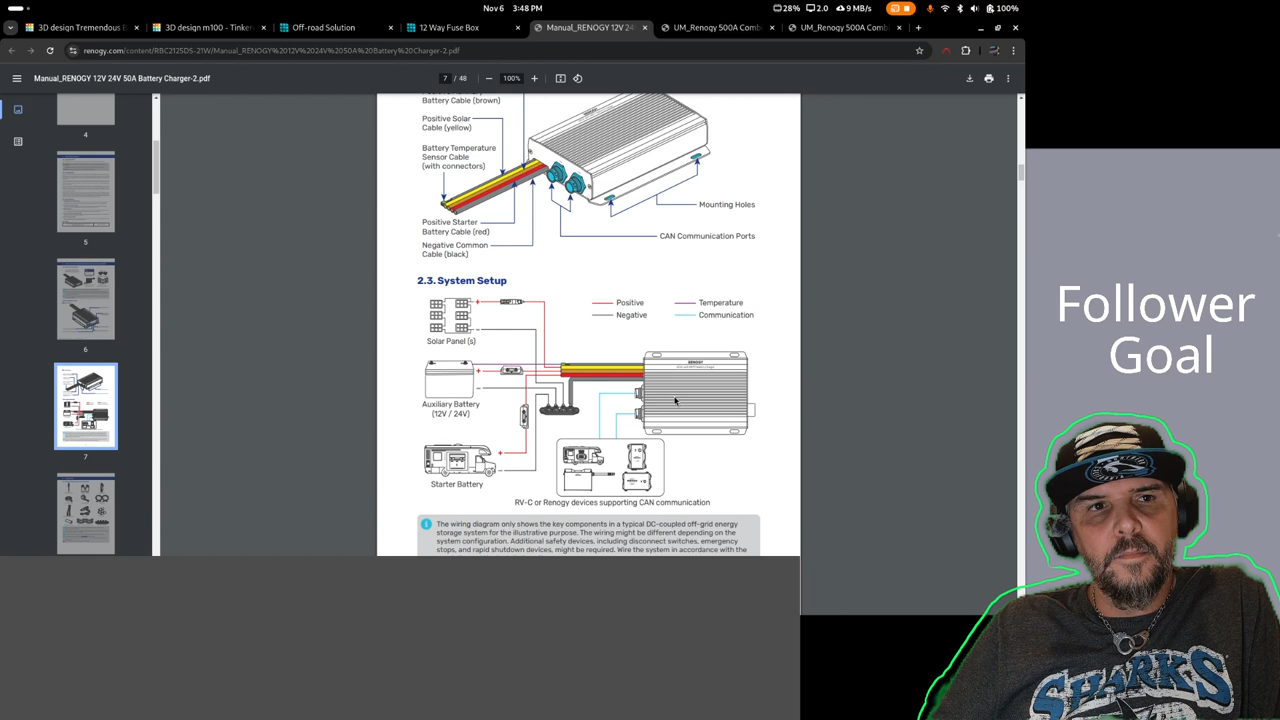 Nov 6 3:48 PM
28% 2.0 9 MB/s 100%
3D design Tremendous B
3D design m100 - Tinker
Off-road Solution
12 Way Fuse Box
Manual_RENOGY 12V 24
UM_Renogy 500A Comb
UM_Renogy 500A Comb
renogy.com/content/RBC2125DS-21W/Manual_RENOGY%2012V%2024V%2050A%20Battery%20Charger-2.pdf
Manual_RENOGY 12V 24V 50A Battery Charger-2.pdf
7 / 48
100%
4
5
6
7
Battery Cable (brown)
Positive Solar
Cable (yellow)
Battery Temperature
Sensor Cable
(with connectors)
Positive Starter
Battery Cable (red)
Negative Common
Cable (black)
Mounting Holes
CAN Communication Ports
2.3. System Setup
Positive
Temperature
Negative
Communication
Solar Panel (s)
RENOGY
Auxiliary Battery
(12V / 24V)
Starter Battery
RV-C or Renogy devices supporting CAN communication
The wiring diagram only shows the key components in a typical DC-coupled off-grid energy
storage system for the illustrative purpose. The wiring might be different depending on the
system configuration. Additional safety devices, including disconnect switches, emergency
stops, and rapid shutdown devices, might be required. Wire the system in accordance with the
Follower
Goal
SHARKS